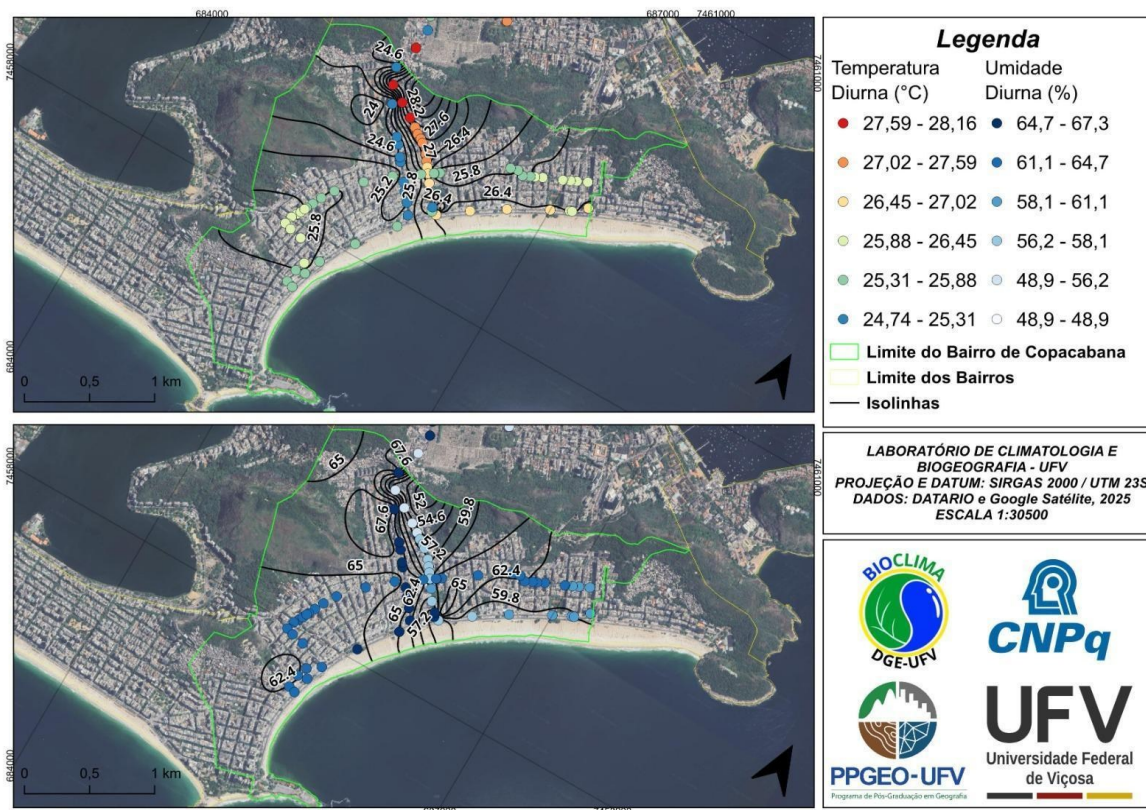 684000
687000
7461000
7458000
7461000
24.6
28.2
24
27.6
26.4
27
24.6
25.8
25.2
25.8
26.4
26.4
25.8
684000
0 0,5 1 km
7458000
7461000
67.6
65
52
59.8
54.6
67.6
57.2
65
62.4
65
62.4
59.8
65
57.2
62.4
684000
0 0,5 1 km
Legenda
Temperatura Diurna (°C)
27,59 - 28,16
27,02 - 27,59
26,45 - 27,02
25,88 - 26,45
25,31 - 25,88
24,74 - 25,31
Umidade Diurna (%)
64,7 - 67,3
61,1 - 64,7
58,1 - 61,1
56,2 - 58,1
48,9 - 56,2
48,9 - 48,9
Limite do Bairro de Copacabana
Limite dos Bairros
Isolinhas
LABORATÓRIO DE CLIMATOLOGIA E
BIOGEOGRAFIA - UFV
PROJEÇÃO E DATUM: SIRGAS 2000 / UTM 23S
DADOS: DATARIO e Google Satélite, 2025
ESCALA 1:30500
BIOCLIMA
DGE-UFV
CNPq
PPGEO-UFV
Programa de Pós-Graduação em Geografia
UFV
Universidade Federal
de Viçosa